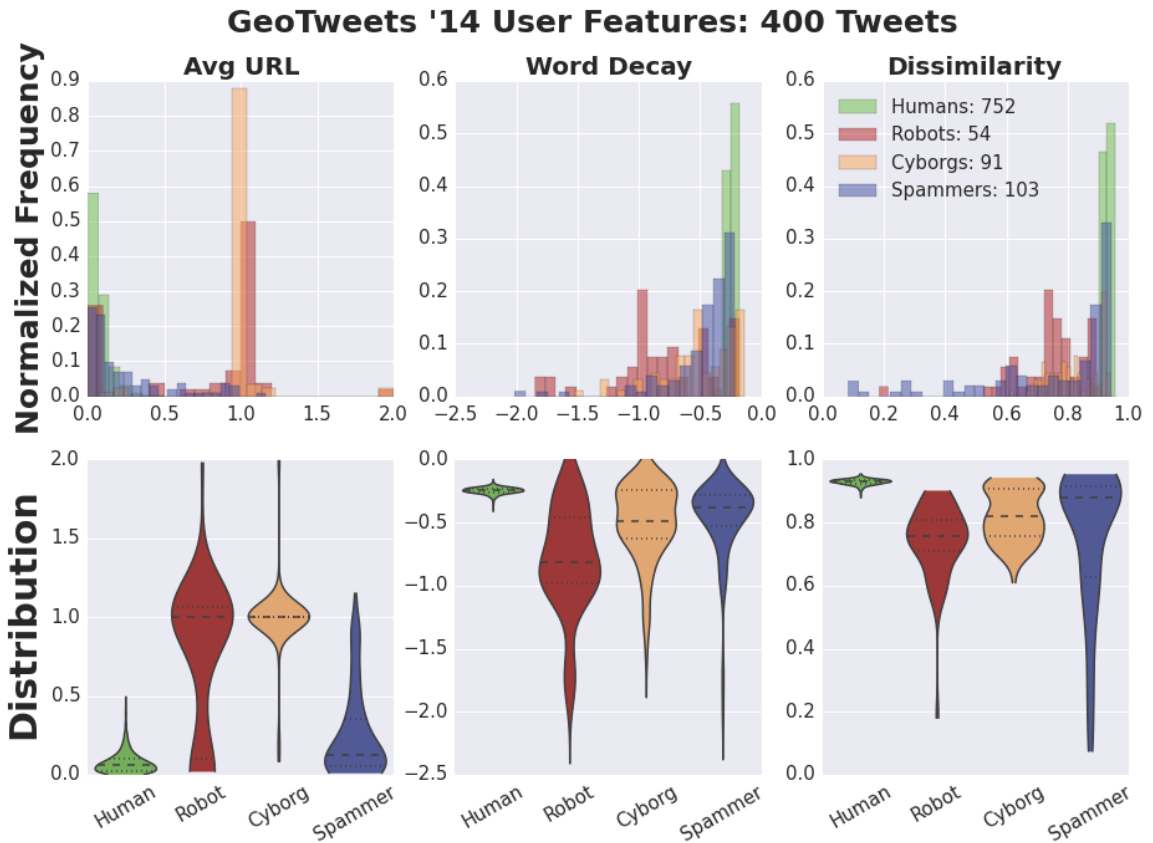 GeoTweets '14 User Features: 400 Tweets
Avg URL
Word Decay
Dissimilarity
Normalized Frequency
0.9
0.8
0.7
0.6
0.5
0.4
0.3
0.2
0.1
0.0
0.0 0.5 1.0 1.5 2.0
0.6
0.5
0.4
0.3
0.2
0.1
0.0
−2.5 −2.0 −1.5 −1.0 −0.5 0.0
0.6
0.5
0.4
0.3
0.2
0.1
0.0
0.0 0.2 0.4 0.6 0.8 1.0
Humans: 752
Robots: 54
Cyborgs: 91
Spammers: 103
Distribution
2.0
1.5
1.0
0.5
0.0
Human Robot Cyborg Spammer
0.0
−0.5
−1.0
−1.5
−2.0
−2.5
Human Robot Cyborg Spammer
1.0
0.8
0.6
0.4
0.2
0.0
Human Robot Cyborg Spammer